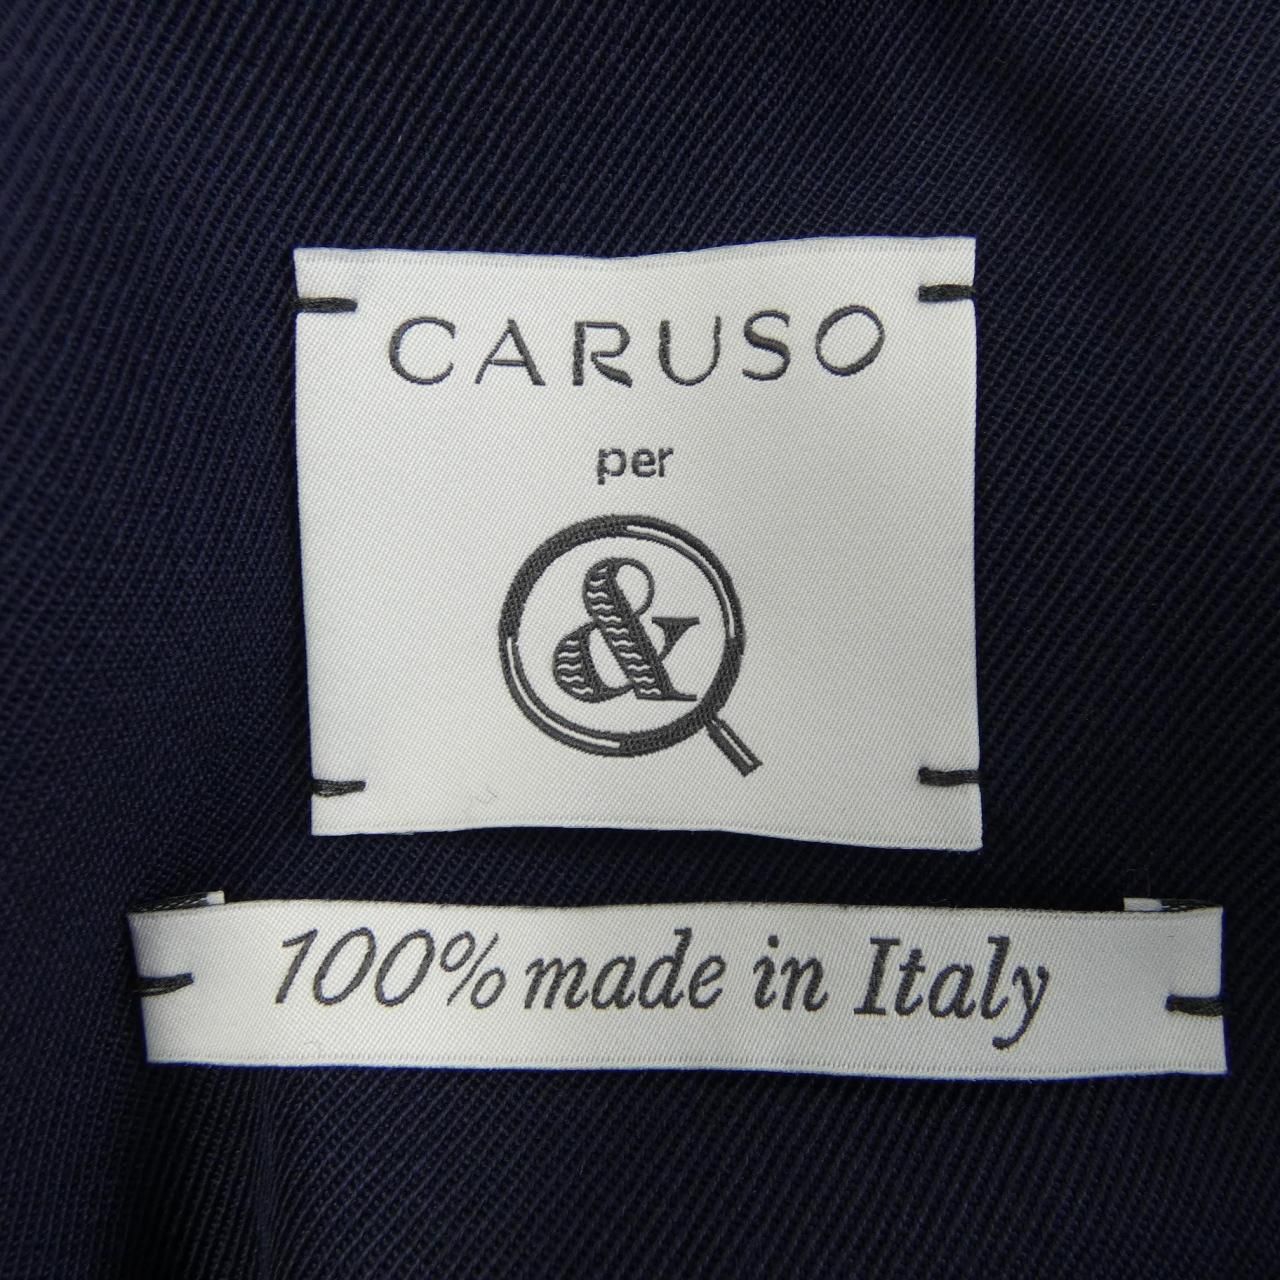 CARUSO
per
&
100% made in Italy